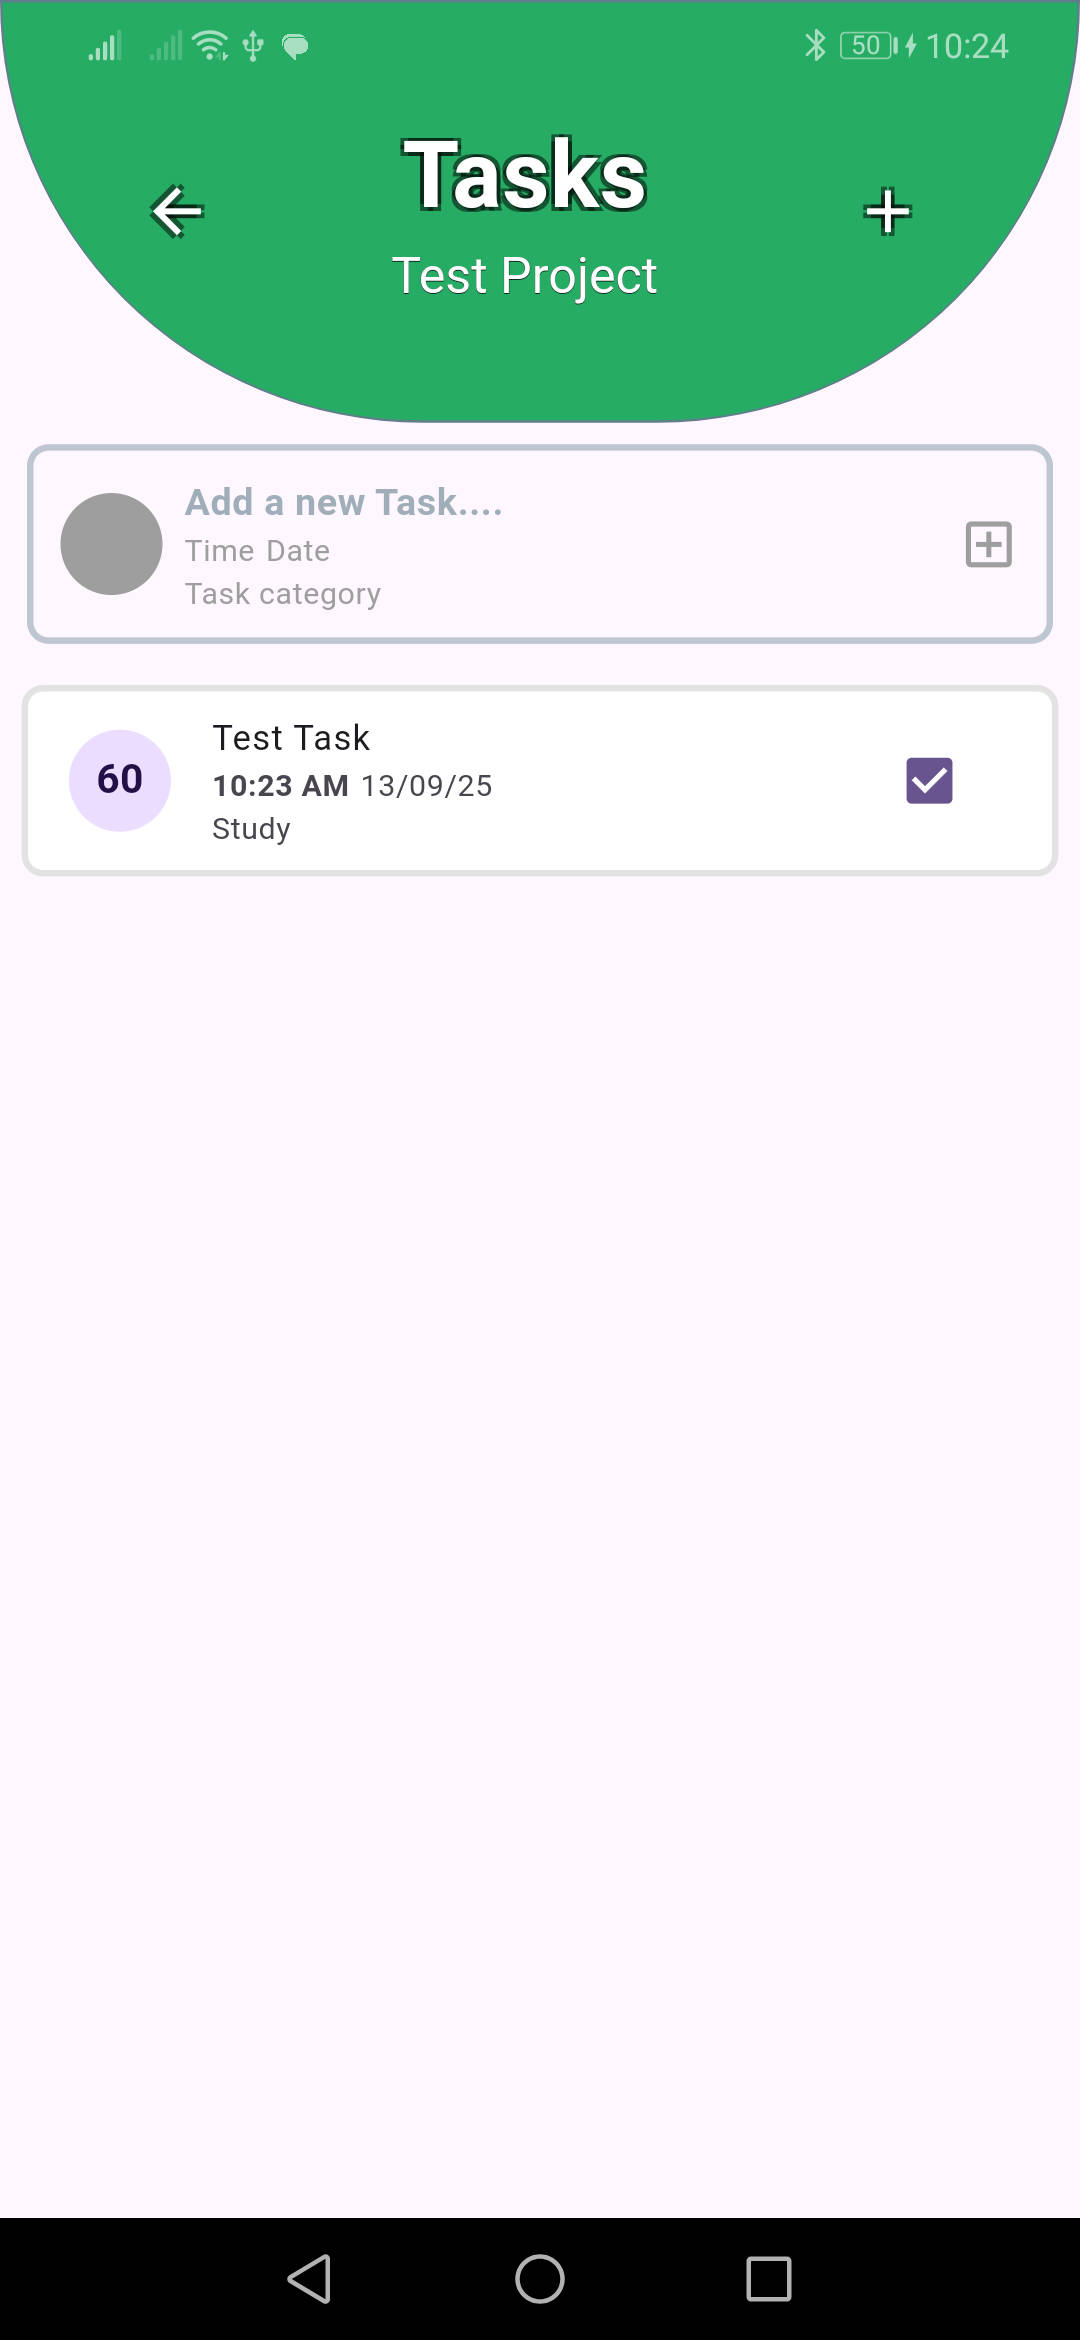 50 10:24
Tasks
Test Project
Add a new Task....
Time Date
Task category
60
Test Task
10:23 AM 13/09/25
Study